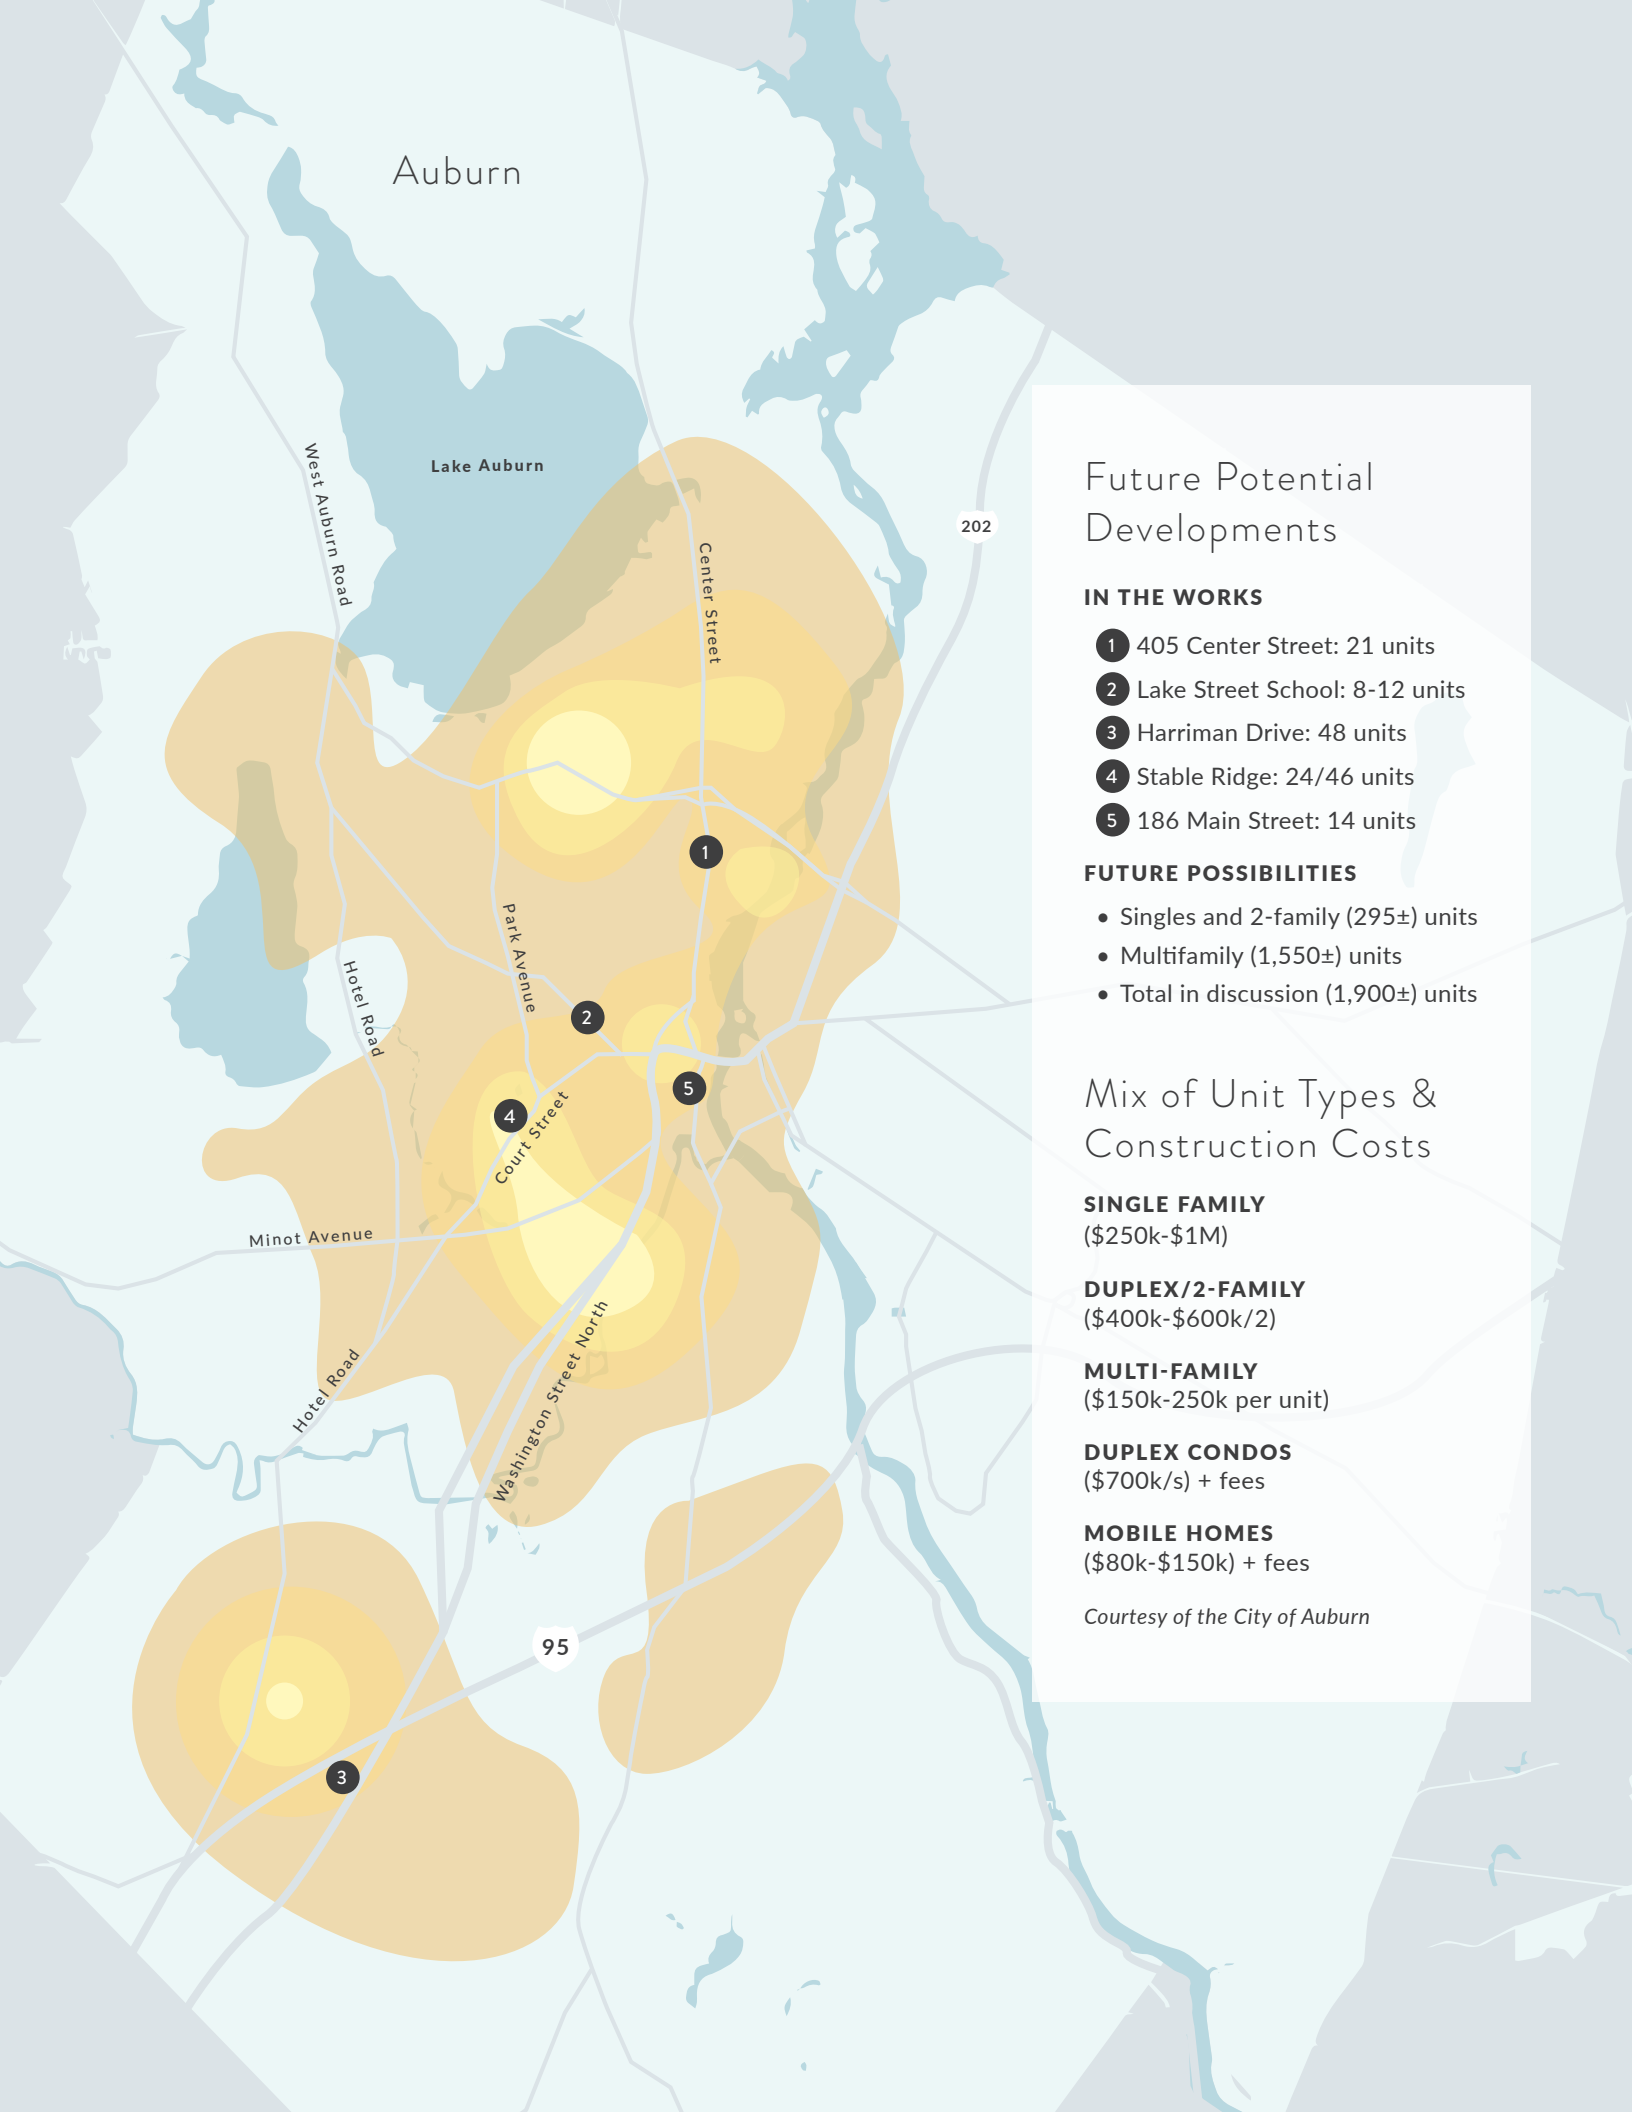 Auburn
Lake Auburn
West Auburn Road
Center Street
202
Park Avenue
Hotel Road
1
2
5
4
Court Street
Minot Avenue
Hotel Road
Washington Street North
95
3
Future Potential
Developments
IN THE WORKS
1 405 Center Street: 21 units
2 Lake Street School: 8-12 units
3 Harriman Drive: 48 units
4 Stable Ridge: 24/46 units
5 186 Main Street: 14 units
FUTURE POSSIBILITIES
• Singles and 2-family (295±) units
• Multifamily (1,550±) units
• Total in discussion (1,900±) units
Mix of Unit Types &
Construction Costs
SINGLE FAMILY
($250k-$1M)
DUPLEX/2-FAMILY
($400k-$600k/2)
MULTI-FAMILY
($150k-250k per unit)
DUPLEX CONDOS
($700k/s) + fees
MOBILE HOMES
($80k-$150k) + fees
Courtesy of the City of Auburn